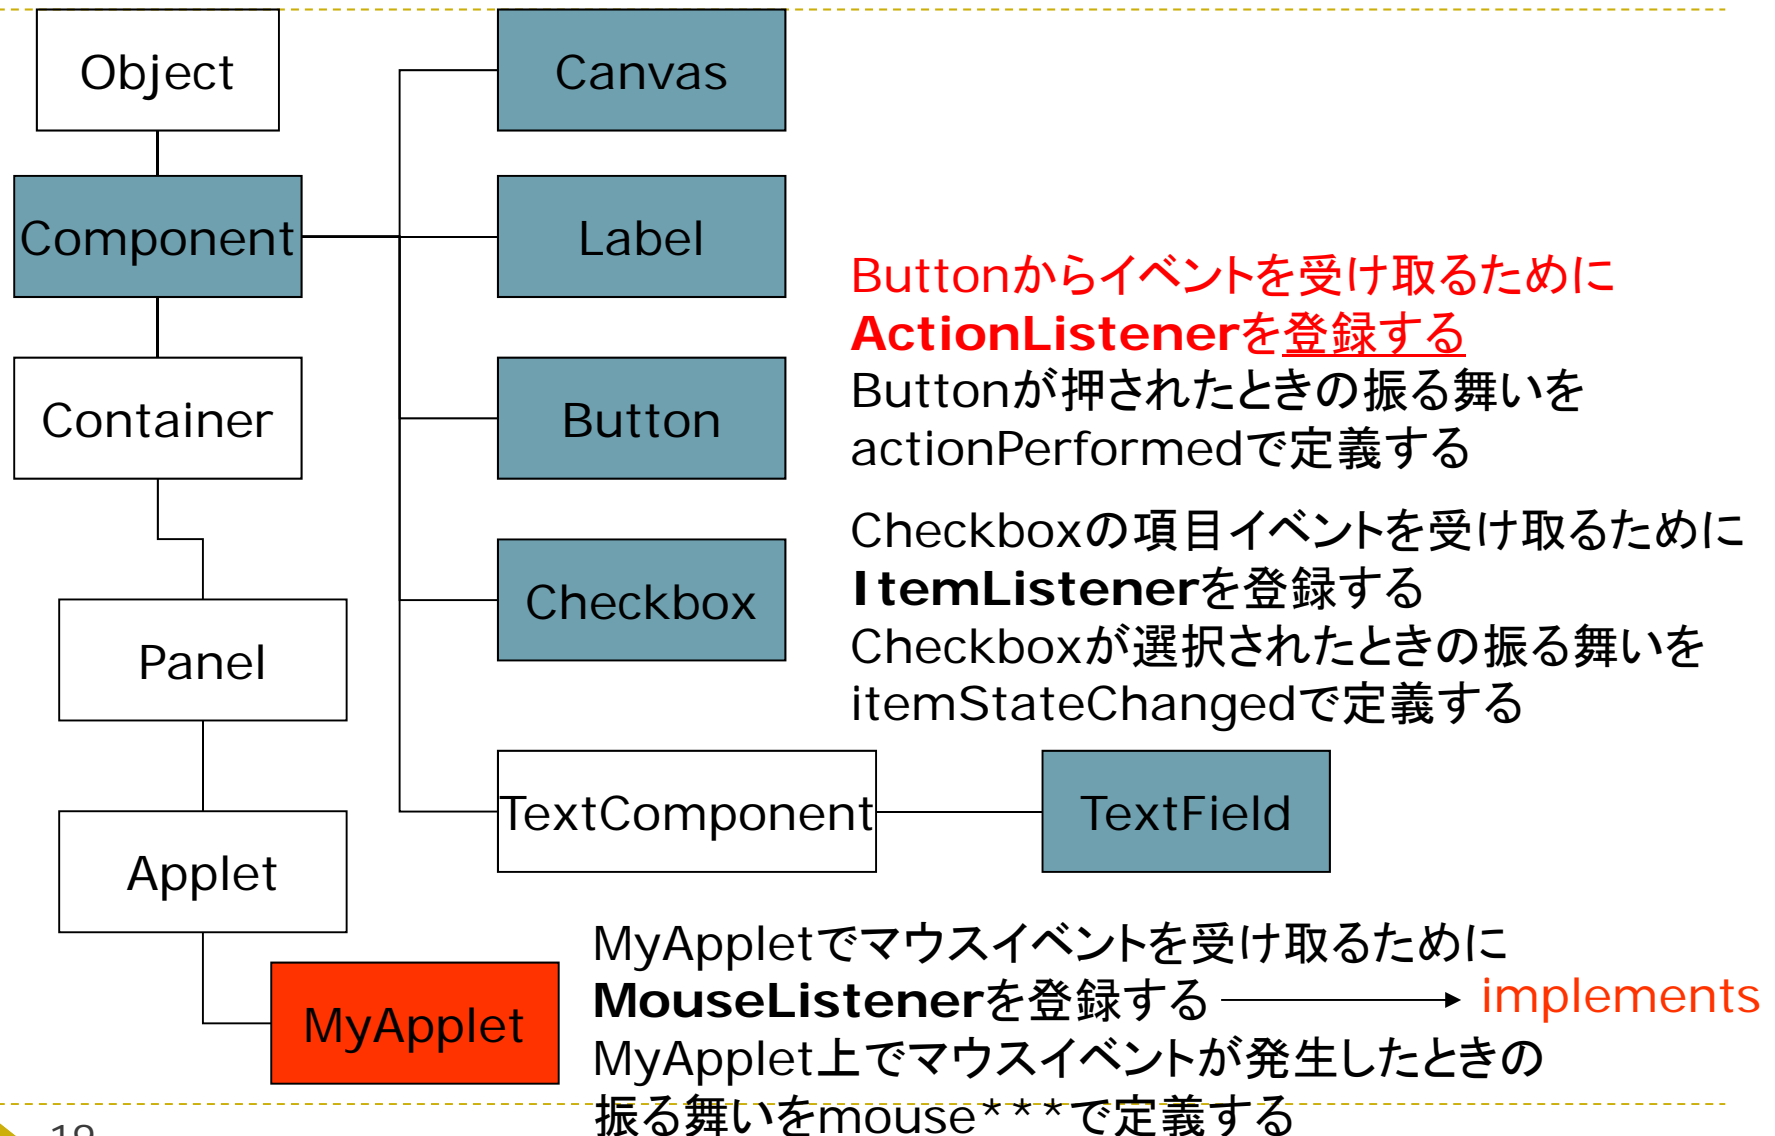 Object
Canvas
Component
Label
Buttonからイベントを受け取るために
ActionListenerを登録する
Container
Button
Buttonが押されたときの振る舞いを
actionPerformedで定義する
Checkbox
Checkboxの項目イベントを受け取るために
ItemListenerを登録する
Checkboxが選択されたときの振る舞いを
itemStateChangedで定義する
Panel
TextComponent
TextField
Applet
MyApplet
MyAppletでマウスイベントを受け取るために
MouseListenerを登録する
implements
MyApplet上でマウスイベントが発生したときの
振る舞いをmouse***で定義する